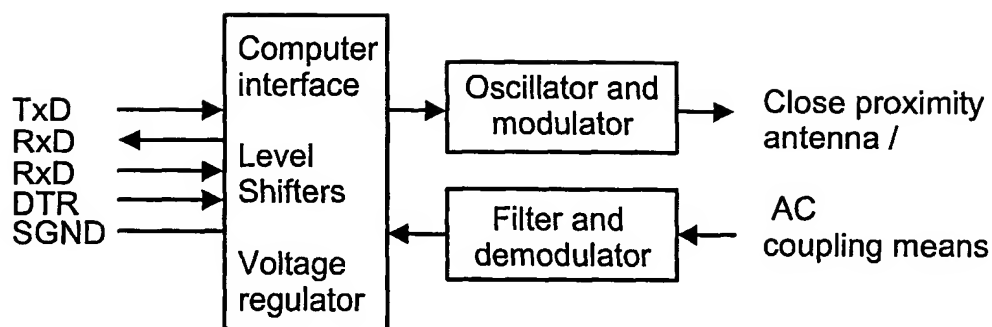 TxD
RxD
RxD
DTR
SGND
Computer
interface
Level
Shifters
Voltage
regulator
Oscillator and
modulator
Filter and
demodulator
Close proximity
antenna /
AC
coupling means